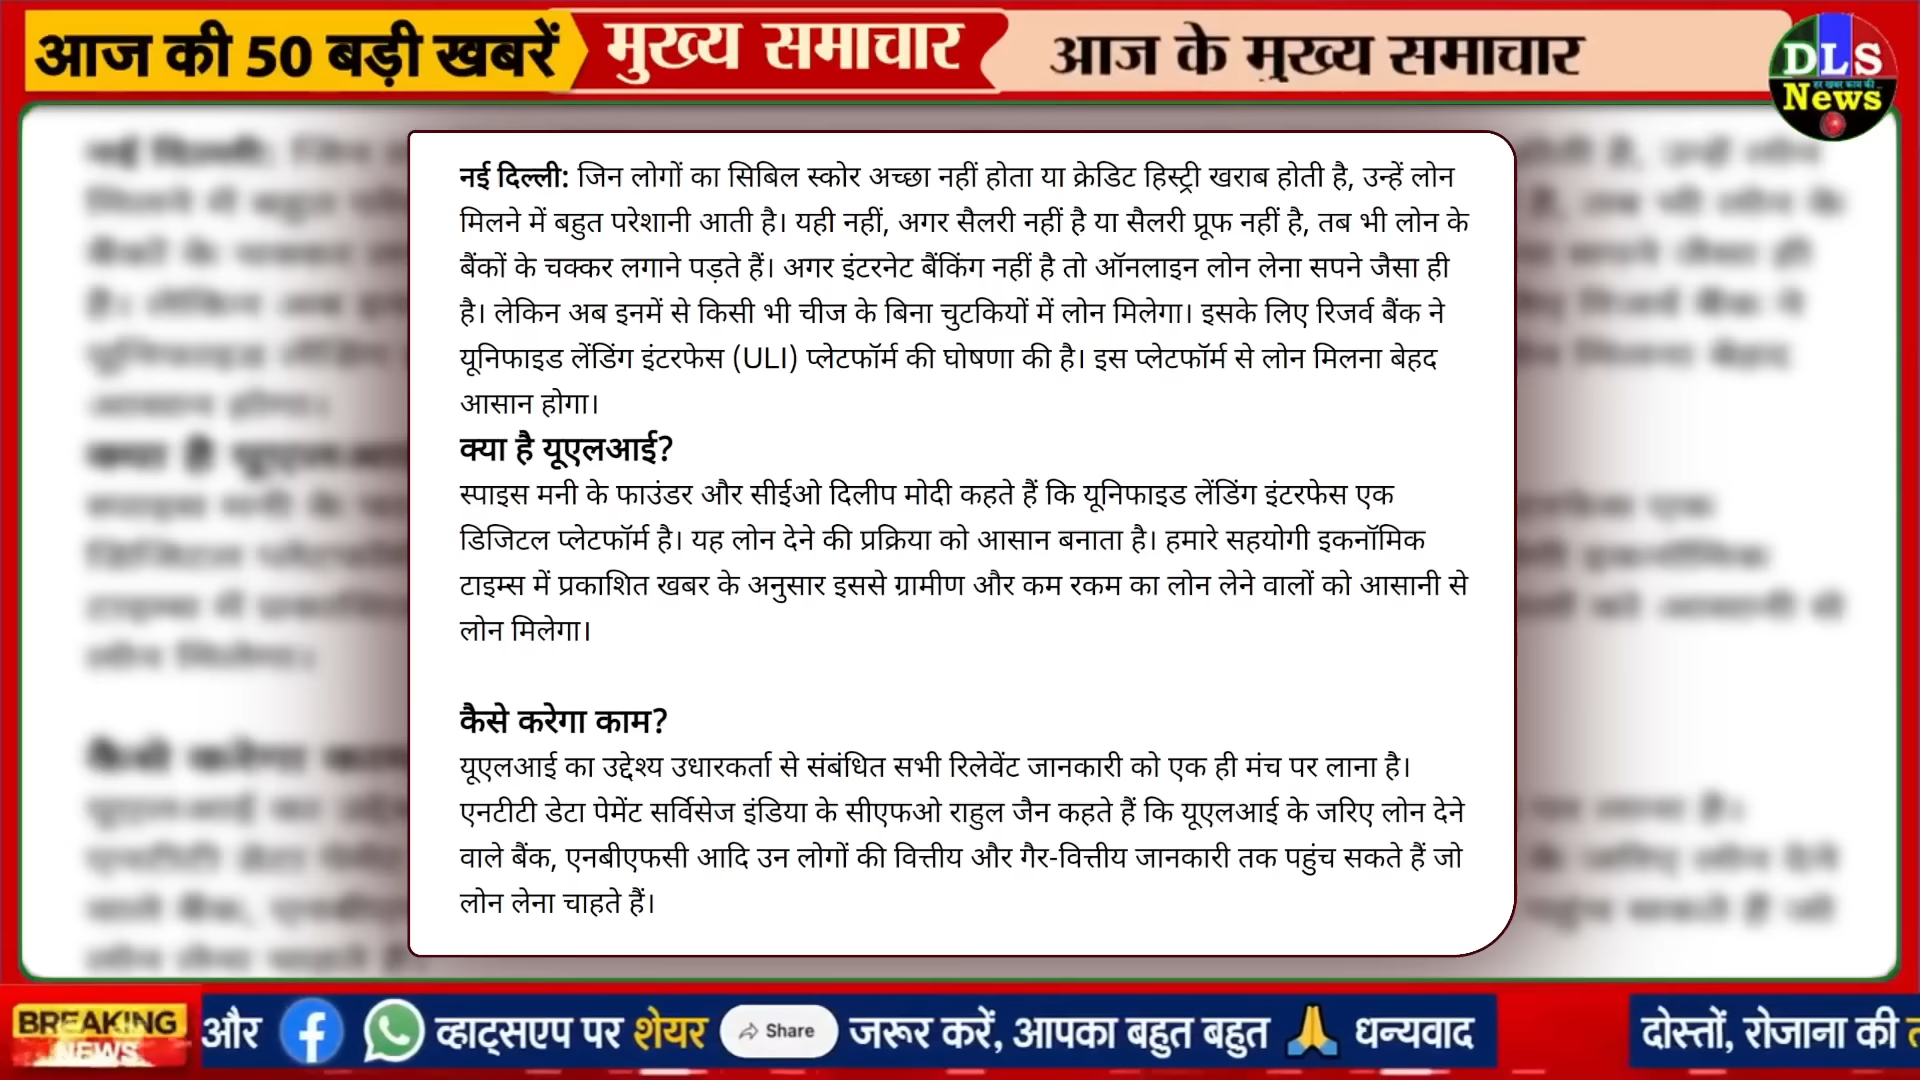 आज की 50 बड़ी खबरें
मुख्य समाचार
आज के मुख्य समाचार
DLS
हर खबर काम की
News
नई दिल्ली: जिन लोगों का सिबिल स्कोर अच्छा नहीं होता या क्रेडिट हिस्ट्री खराब होती है, उन्हें लोन
मिलने में बहुत परेशानी आती है। यही नहीं, अगर सैलरी नहीं है या सैलरी प्रूफ नहीं है, तब भी लोन के
बैंकों के चक्कर लगाने पड़ते हैं। अगर इंटरनेट बैंकिंग नहीं है तो ऑनलाइन लोन लेना सपने जैसा ही
है। लेकिन अब इनमें से किसी भी चीज के बिना चुटकियों में लोन मिलेगा। इसके लिए रिजर्व बैंक ने
यूनिफाइड लेंडिंग इंटरफेस (ULI) प्लेटफॉर्म की घोषणा की है। इस प्लेटफॉर्म से लोन मिलना बेहद
आसान होगा।
क्या है यूएलआई?
स्पाइस मनी के फाउंडर और सीईओ दिलीप मोदी कहते हैं कि यूनिफाइड लेंडिंग इंटरफेस एक
डिजिटल प्लेटफॉर्म है। यह लोन देने की प्रक्रिया को आसान बनाता है। हमारे सहयोगी इकनॉमिक
टाइम्स में प्रकाशित खबर के अनुसार इससे ग्रामीण और कम रकम का लोन लेने वालों को आसानी से
लोन मिलेगा।
कैसे करेगा काम?
यूएलआई का उद्देश्य उधारकर्ता से संबंधित सभी रिलेवेंट जानकारी को एक ही मंच पर लाना है।
एनटीटी डेटा पेमेंट सर्विसेज इंडिया के सीएफओ राहुल जैन कहते हैं कि यूएलआई के जरिए लोन देने
वाले बैंक, एनबीएफसी आदि उन लोगों की वित्तीय और गैर-वित्तीय जानकारी तक पहुंच सकते हैं जो
लोन लेना चाहते हैं।
BREAKING
NEWS
और व्हाट्सएप पर शेयर Share जरूर करें, आपका बहुत बहुत धन्यवाद
दोस्तों, रोजाना की